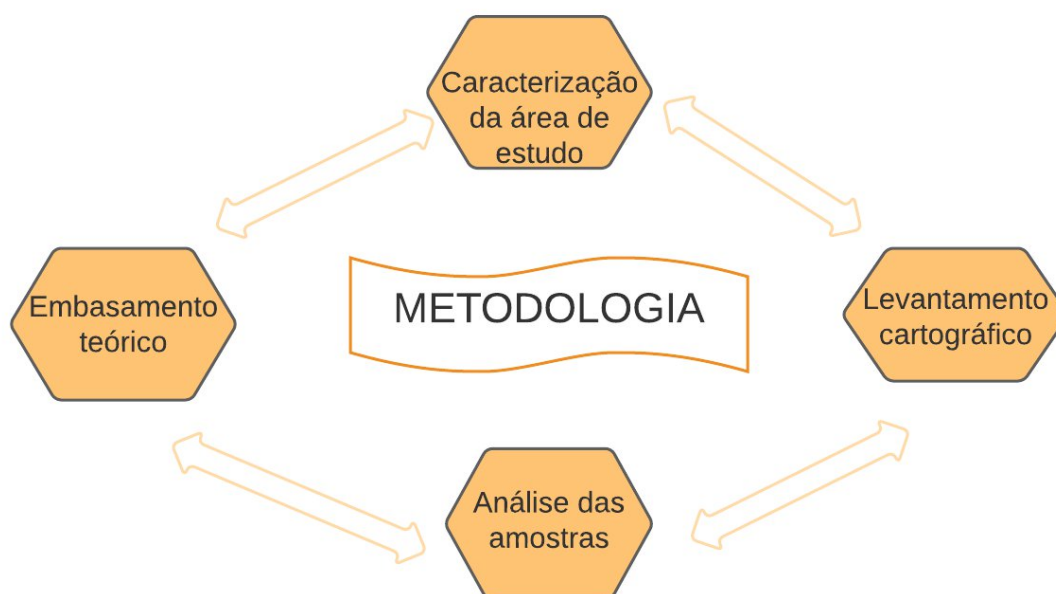 Caracterização
da área de
estudo
Embasamento
teórico
METODOLOGIA
Levantamento
cartográfico
Análise das
amostras